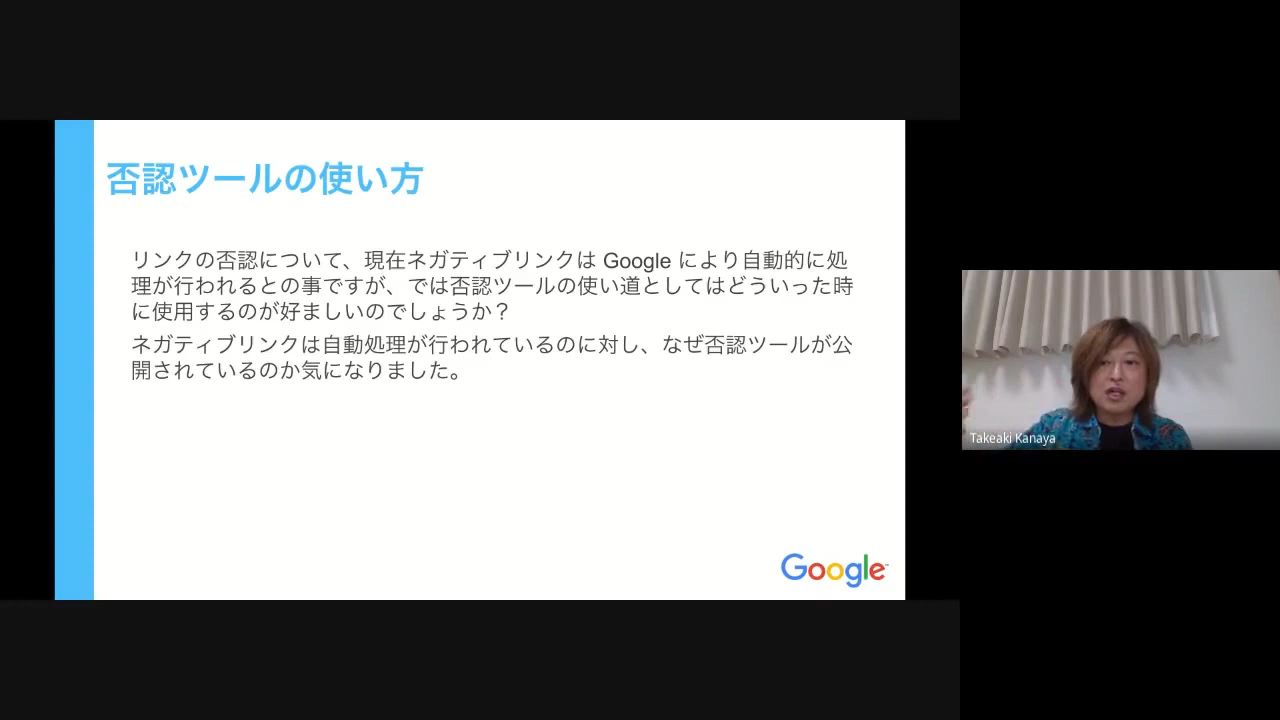 否認ツールの使い方
リンクの否認について、現在ネガティブリンクは Google により自動的に処
理が行われるとの事ですが、では否認ツールの使い道としてはどういった時
に使用するのが好ましいのでしょうか？
ネガティブリンクは自動処理が行われているのに対し、なぜ否認ツールが公
開されているのか気になりました。
Google
Takeaki Kanaya